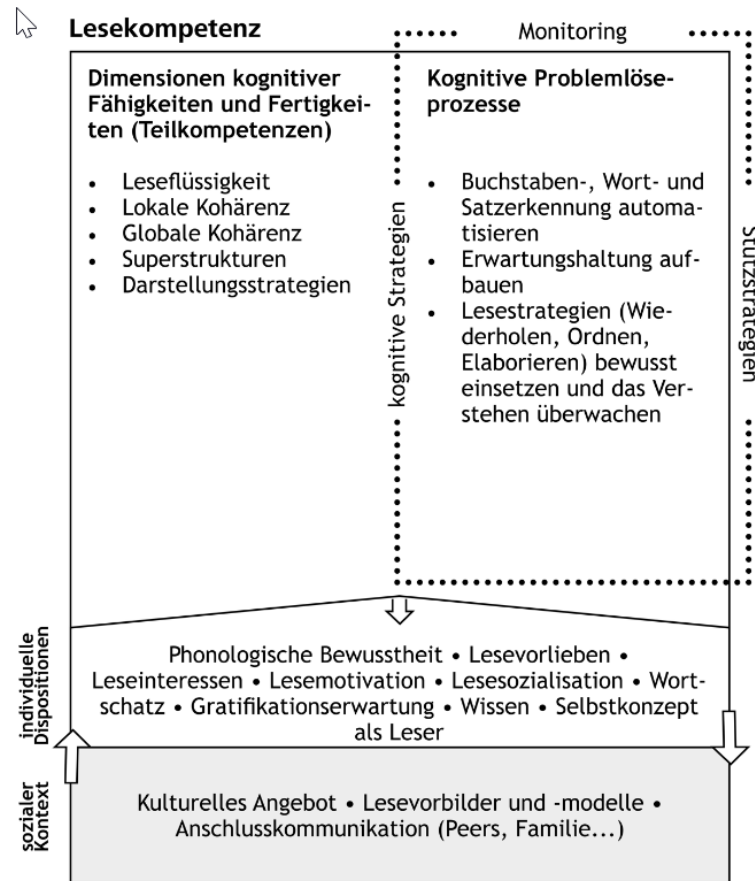 Lesekompetenz
Monitoring
Dimensionen kognitiver
Fähigkeiten und Fertigkei-
ten (Teilkompetenzen)
• Leseflüssigkeit
• Lokale Kohärenz
• Globale Kohärenz
• Superstrukturen
• Darstellungsstrategien
kognitive Strategien
Kognitive Problemlöse-
prozesse
• Buchstaben-, Wort- und
Satzerkennung automa-
tisieren
• Erwartungshaltung auf-
bauen
• Lesestrategien (Wie-
derholen, Ordnen,
Elaborieren) bewusst
einsetzen und das Ver-
stehen überwachen
Stützstrategien
individuelle
Dispositionen
Phonologische Bewusstheit • Lesevorlieben •
Leseinteressen • Lesemotivation • Lesesozialisation • Wort-
schatz • Gratifikationserwartung • Wissen • Selbstkonzept
als Leser
sozialer
Kontext
Kulturelles Angebot • Lesevorbilder und -modelle •
Anschlusskommunikation (Peers, Familie...)